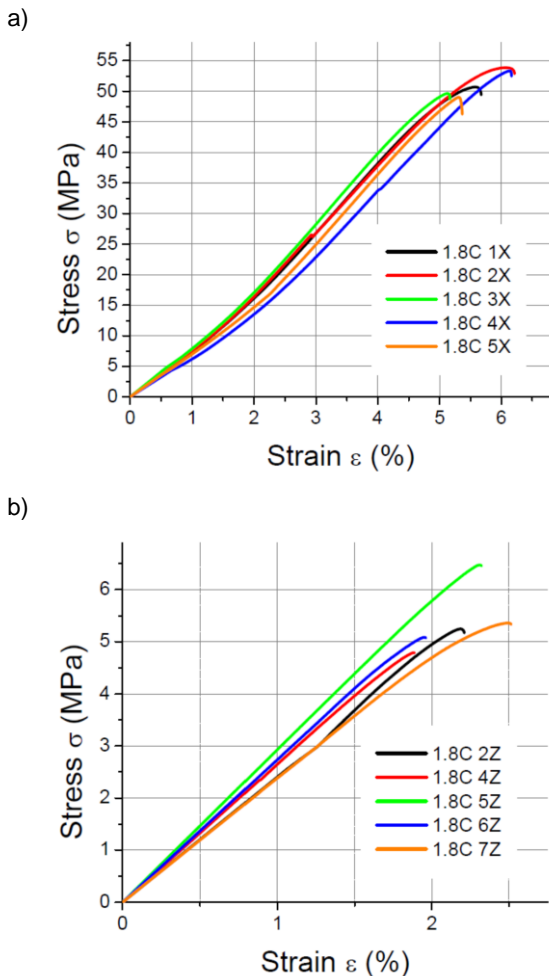 a)
55
50
45
40
35
30
25
20
15
10
5
0
Stress σ (MPa)
1.8C 1X
1.8C 2X
1.8C 3X
1.8C 4X
1.8C 5X
0 1 2 3 4 5 6
Strain ε (%)
b)
6
5
4
3
2
1
0
Stress σ (MPa)
1.8C 2Z
1.8C 4Z
1.8C 5Z
1.8C 6Z
1.8C 7Z
0 1 2
Strain ε (%)